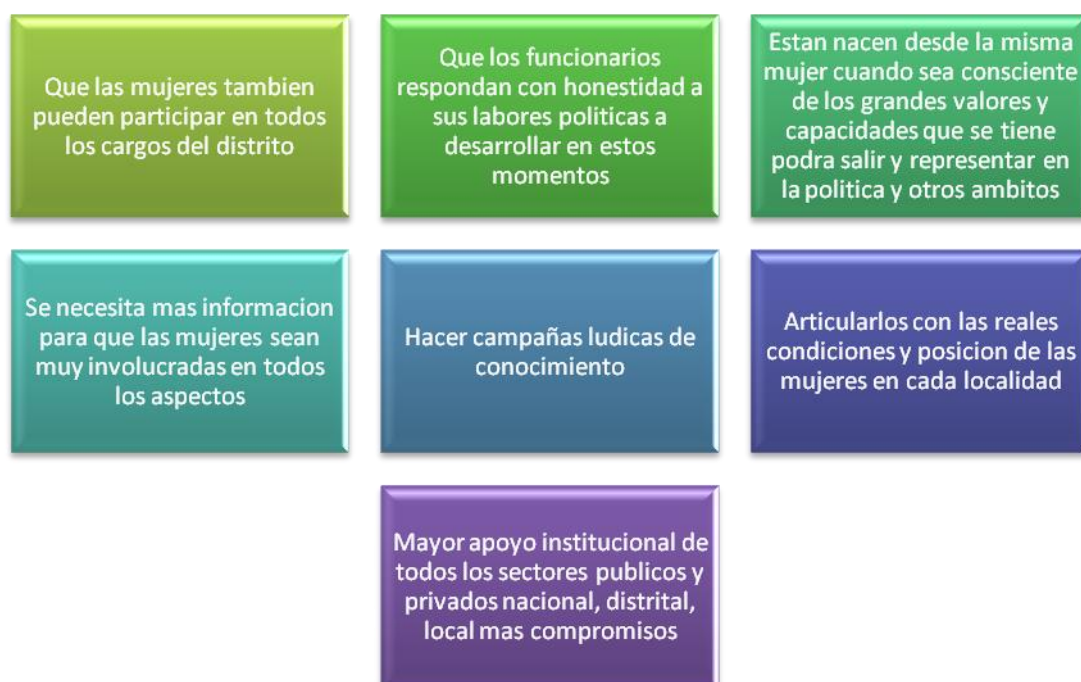 Que las mujeres tambien
pueden participar en todos
los cargos del distrito
Que los funcionarios
respondan con honestidad a
sus labores politicas a
desarrollar en estos
momentos
Estan nacen desde la misma
mujer cuando sea consciente
de los grandes valores y
capacidades que se tiene
podra salir y representar en
la politica y otros ambitos
Se necesita mas informacion
para que las mujeres sean
muy involucradas en todos
los aspectos
Hacer campañas ludicas de
conocimiento
Articularlos con las reales
condiciones y posicion de las
mujeres en cada localidad
Mayor apoyo institucional de
todos los sectores publicos y
privados nacional, distrital,
local mas compromisos